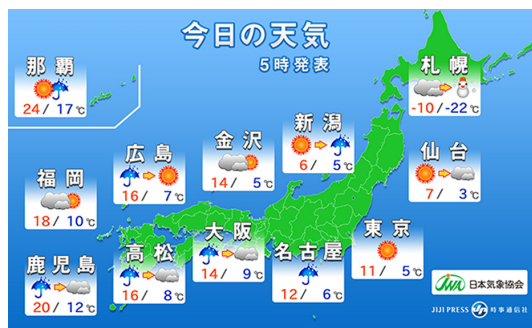 今日の天気
5時発表
那覇
24/17℃
札幌
-10/-22℃
新潟
6/5℃
金沢
14/5℃
仙台
7/3℃
広島
16/7℃
福岡
18/10℃
東京
11/5℃
大阪
14/9℃
名古屋
12/6℃
高松
16/8℃
鹿児島
20/12℃
JWA 日本気象協会
JIJI PRESS 時事通信社